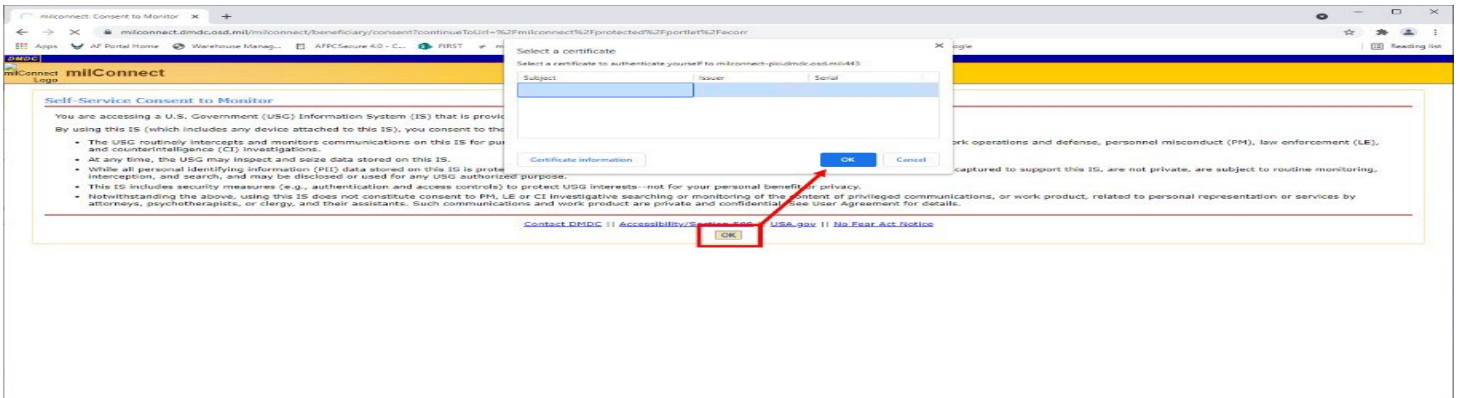 milconnect: Consent to Monitor
milconnect.dmdc.osd.mil/milconnect/beneficiary/consent?continueToUrl=%2Fmilconnect%2Fprotected%2Fportlet%2Fecorr
Apps AF Portal Home Warehouse Manag... AFPCSecure 4.0 - C... FIRST Reading list
DMDC
milConnect Logo milConnect
Select a certificate
Select a certificate to authenticate yourself to milconnect-pki.dmdc.osd.mil:443
Subject Issuer Serial
Certificate information OK Cancel
Self-Service Consent to Monitor
You are accessing a U.S. Government (USG) Information System (IS) that is
By using this IS (which includes any device attached to this IS), you consent to the
• The USG routinely intercepts and monitors communications on this IS for operations and defense, personnel misconduct (PM), law enforcement (LE),
and counterintelligence (CI) investigations.
• At any time, the USG may inspect and seize data stored on this IS.
• While all personal identifying information (PII) data stored on this IS is captured to support this IS, are not private, are subject to routine monitoring,
interception, and search, and may be disclosed or used for any USG authorized purpose.
• This IS includes security measures (e.g., authentication and access controls) to protect USG interests--not for your personal benefit or privacy.
• Notwithstanding the above, using this IS does not constitute consent to PM, LE or CI investigative searching or monitoring of the content of privileged communications, or work product, related to personal representation or services by
attorneys, psychotherapists, or clergy, and their assistants. Such communications and work product are private and confidential. See User Agreement for details.
Contact DMDC || Accessibility/Section 508 USA.gov || No Fear Act Notice
OK